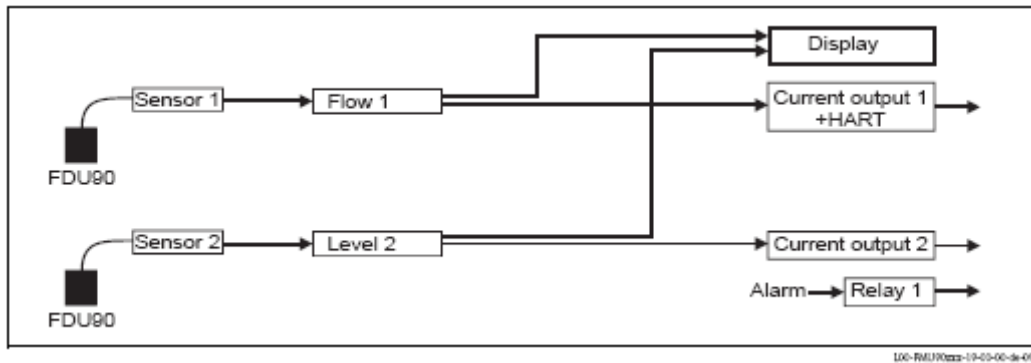 Display
Sensor 1
Flow 1
Current output 1
+HART
FDU90
Sensor 2
Level 2
Current output 2
Alarm
Relay 1
FDU90